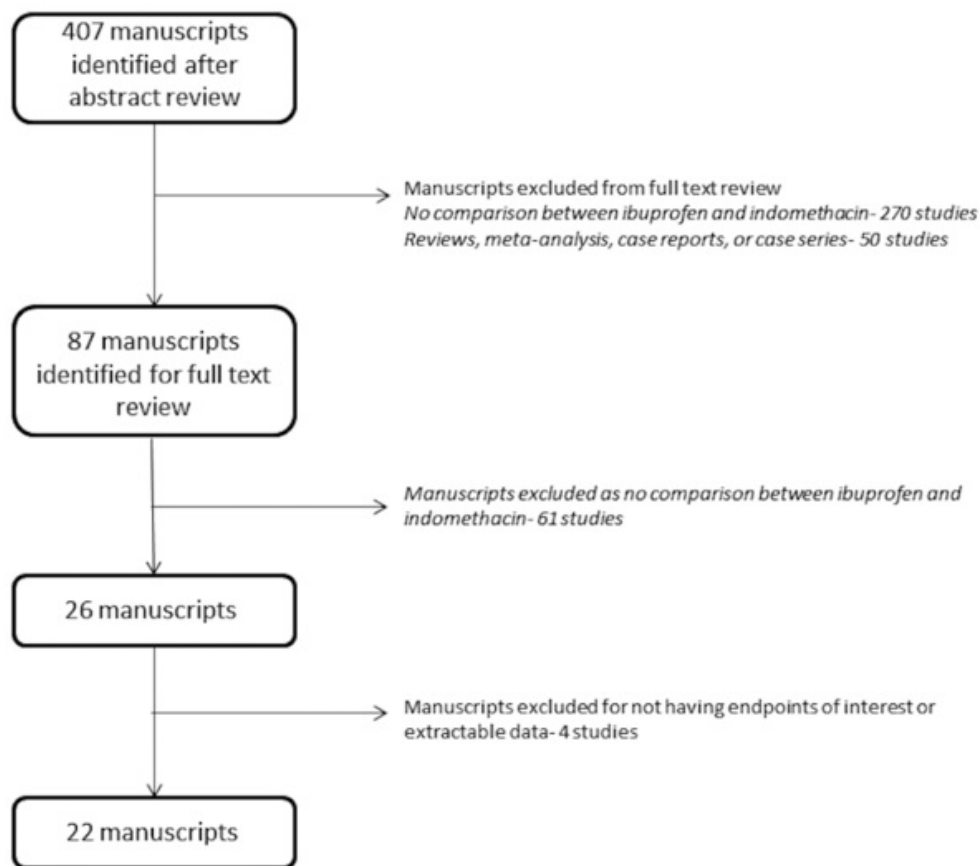 407 manuscripts
identified after
abstract review
Manuscripts excluded from full text review
No comparison between ibuprofen and indomethacin- 270 studies
Reviews, meta-analysis, case reports, or case series- 50 studies
87 manuscripts
identified for full text
review
Manuscripts excluded as no comparison between ibuprofen and
indomethacin- 61 studies
26 manuscripts
Manuscripts excluded for not having endpoints of interest or
extractable data- 4 studies
22 manuscripts